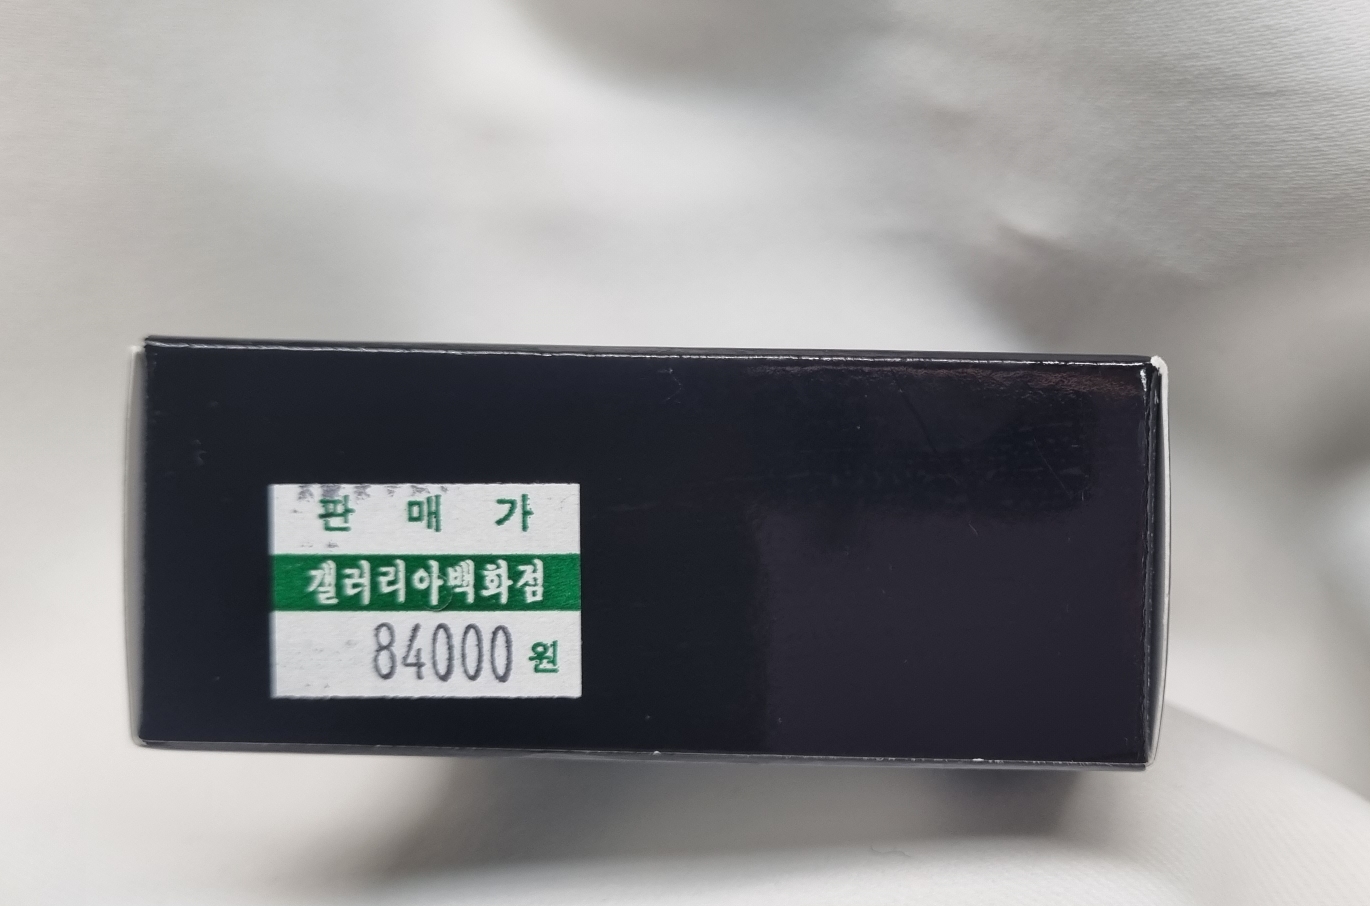 판 매 가
갤러리아백화점
84000 원